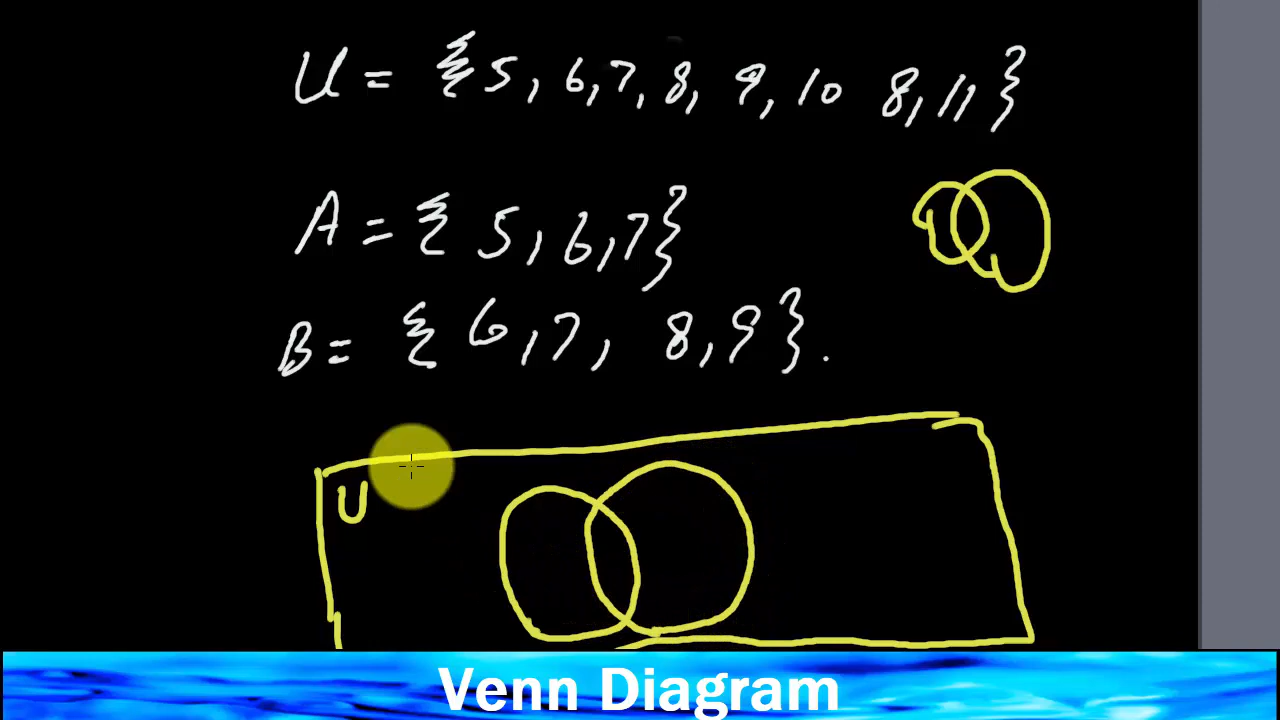 U = {5, 6, 7, 8, 9, 10 8, 11}
A = { 5, 6, 7}
B = { 6, 7, 8, 9}.
U
Venn Diagram